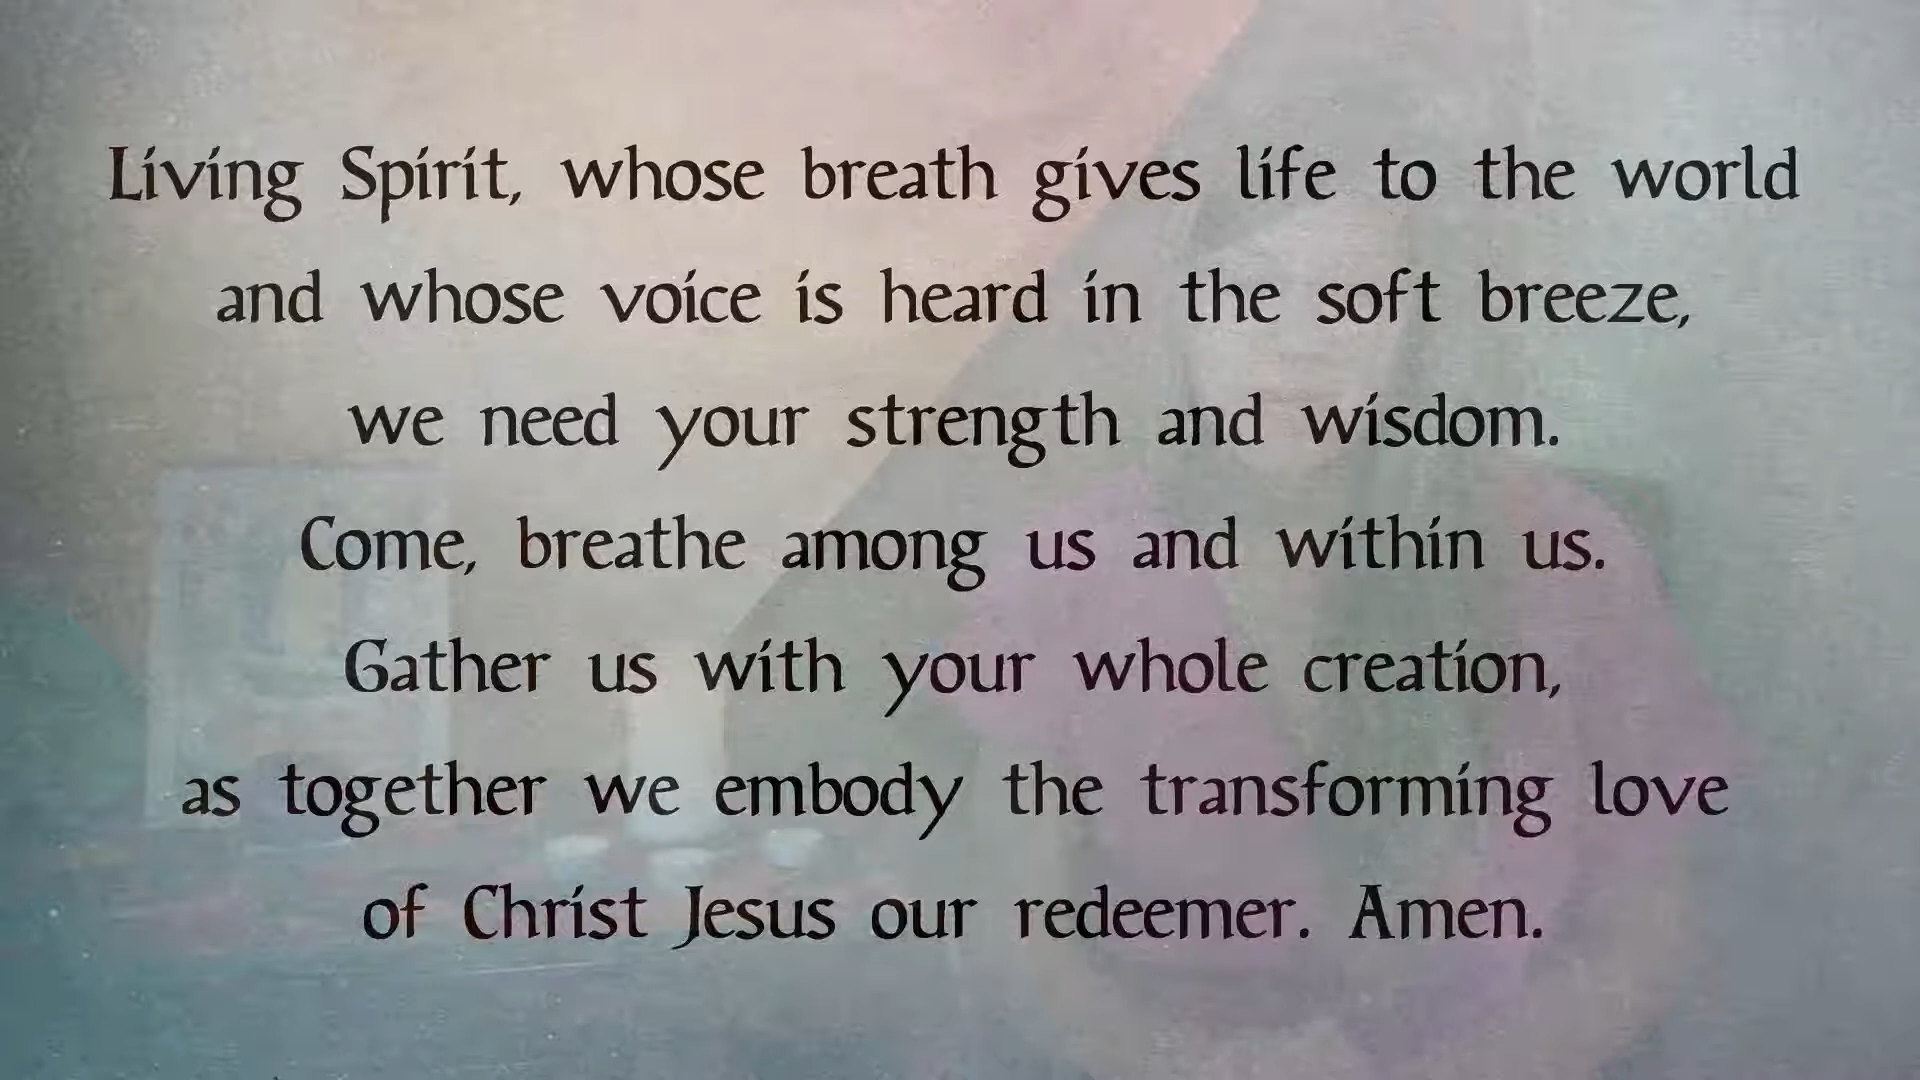 Living Spirit, whose breath gives life to the world
and whose voice is heard in the soft breeze,
we need your strength and wisdom.
Come, breathe among us and within us.
Gather us with your whole creation,
as together we embody the transforming love
of Christ Jesus our redeemer. Amen.